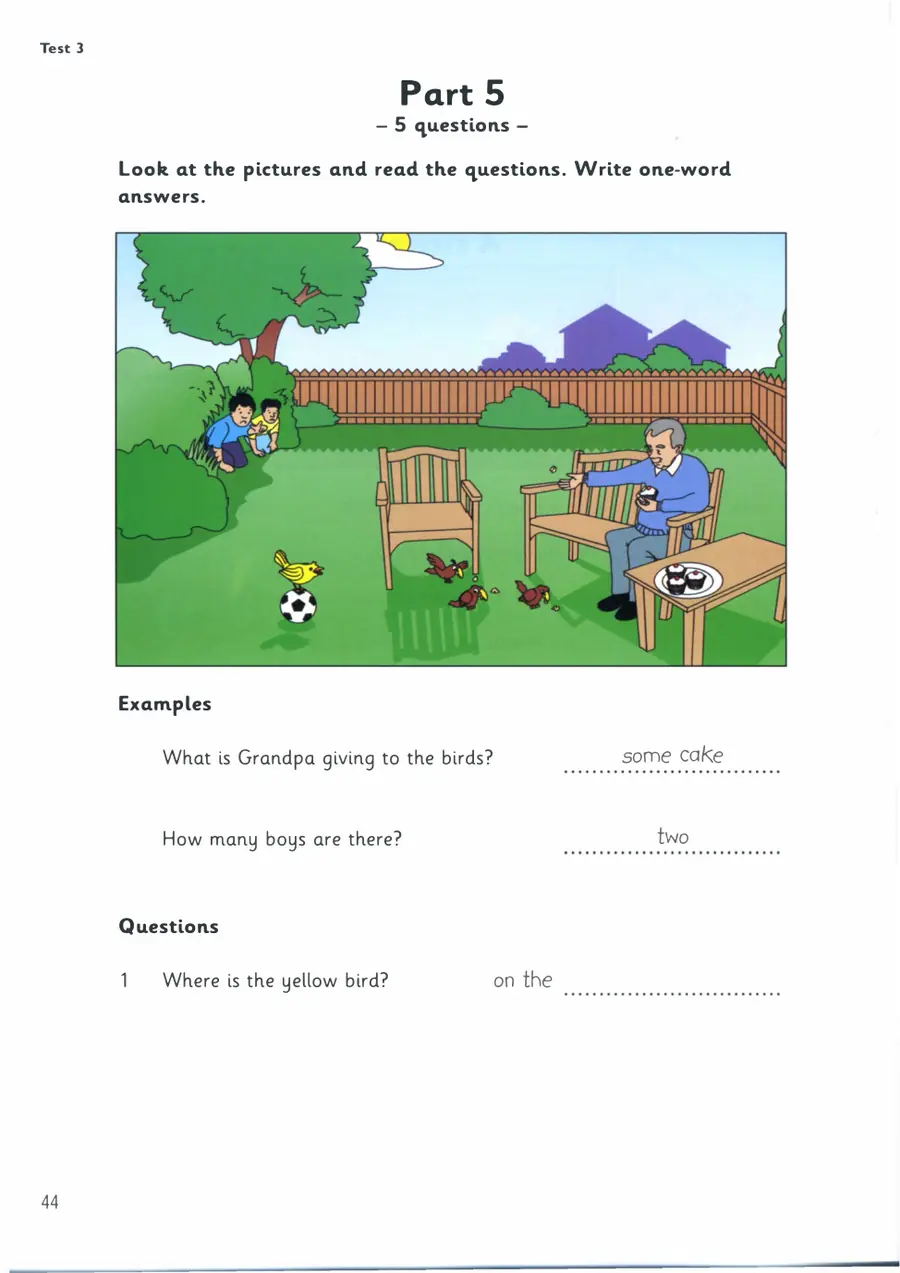 Test 3
Part 5
– 5 questions –
Look at the pictures and read the questions. Write one-word
answers.
Examples
What is Grandpa giving to the birds? some cake
How many boys are there? two
Questions
1 Where is the yellow bird? on the
44